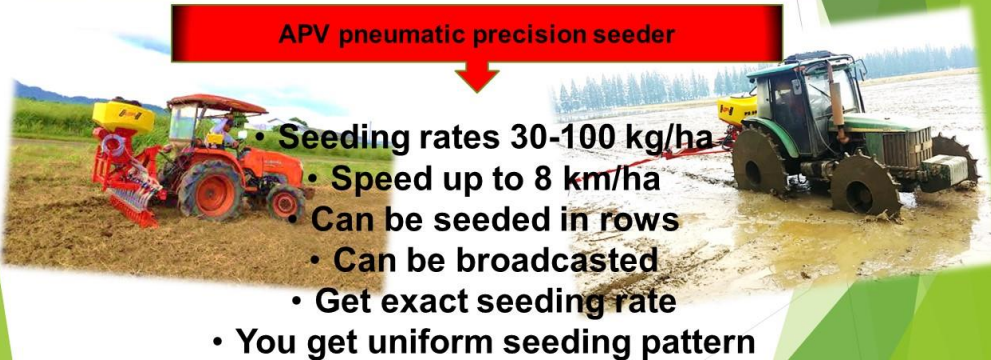 APV pneumatic precision seeder
• Seeding rates 30-100 kg/ha
• Speed up to 8 km/ha
• Can be seeded in rows
• Can be broadcasted
• Get exact seeding rate
• You get uniform seeding pattern